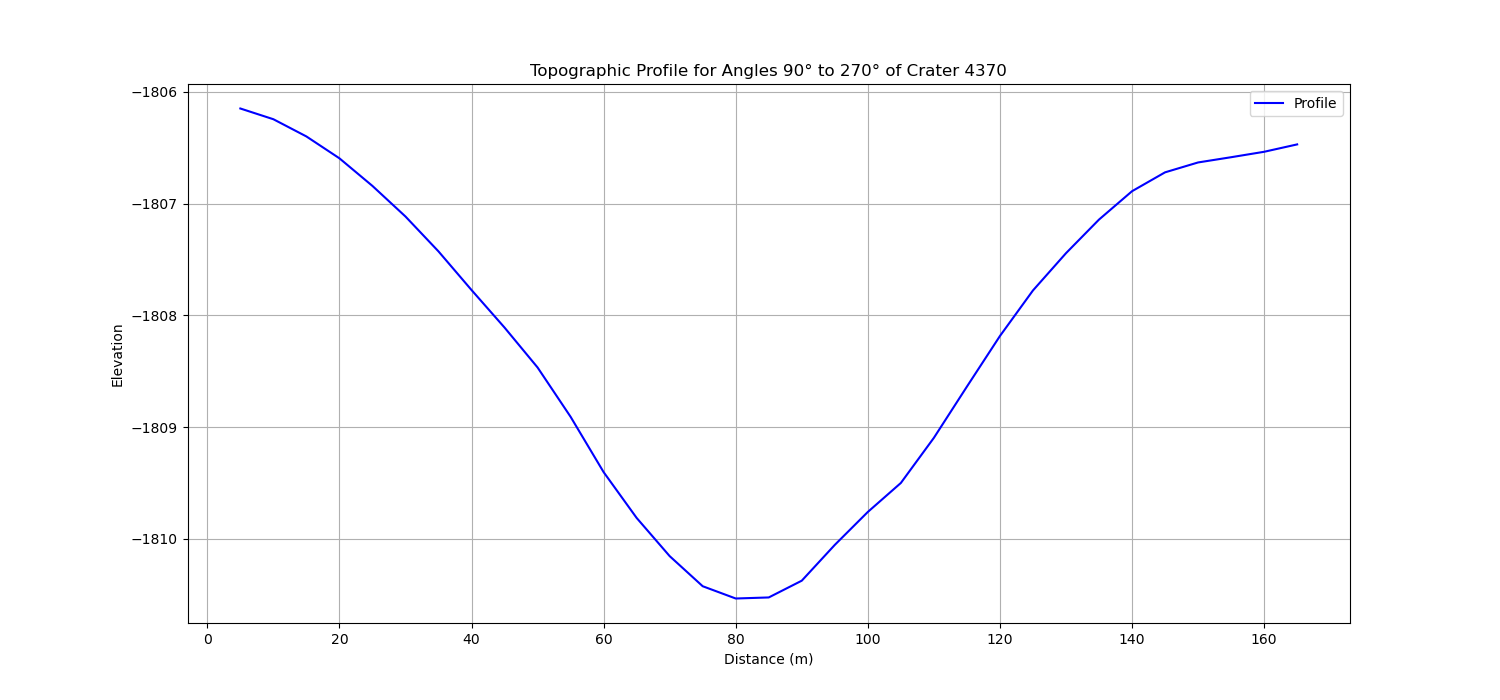 Topographic Profile for Angles 90° to 270° of Crater 4370
Profile
−1806
−1807
−1808
−1809
−1810
Elevation
0 20 40 60 80 100 120 140 160
Distance (m)